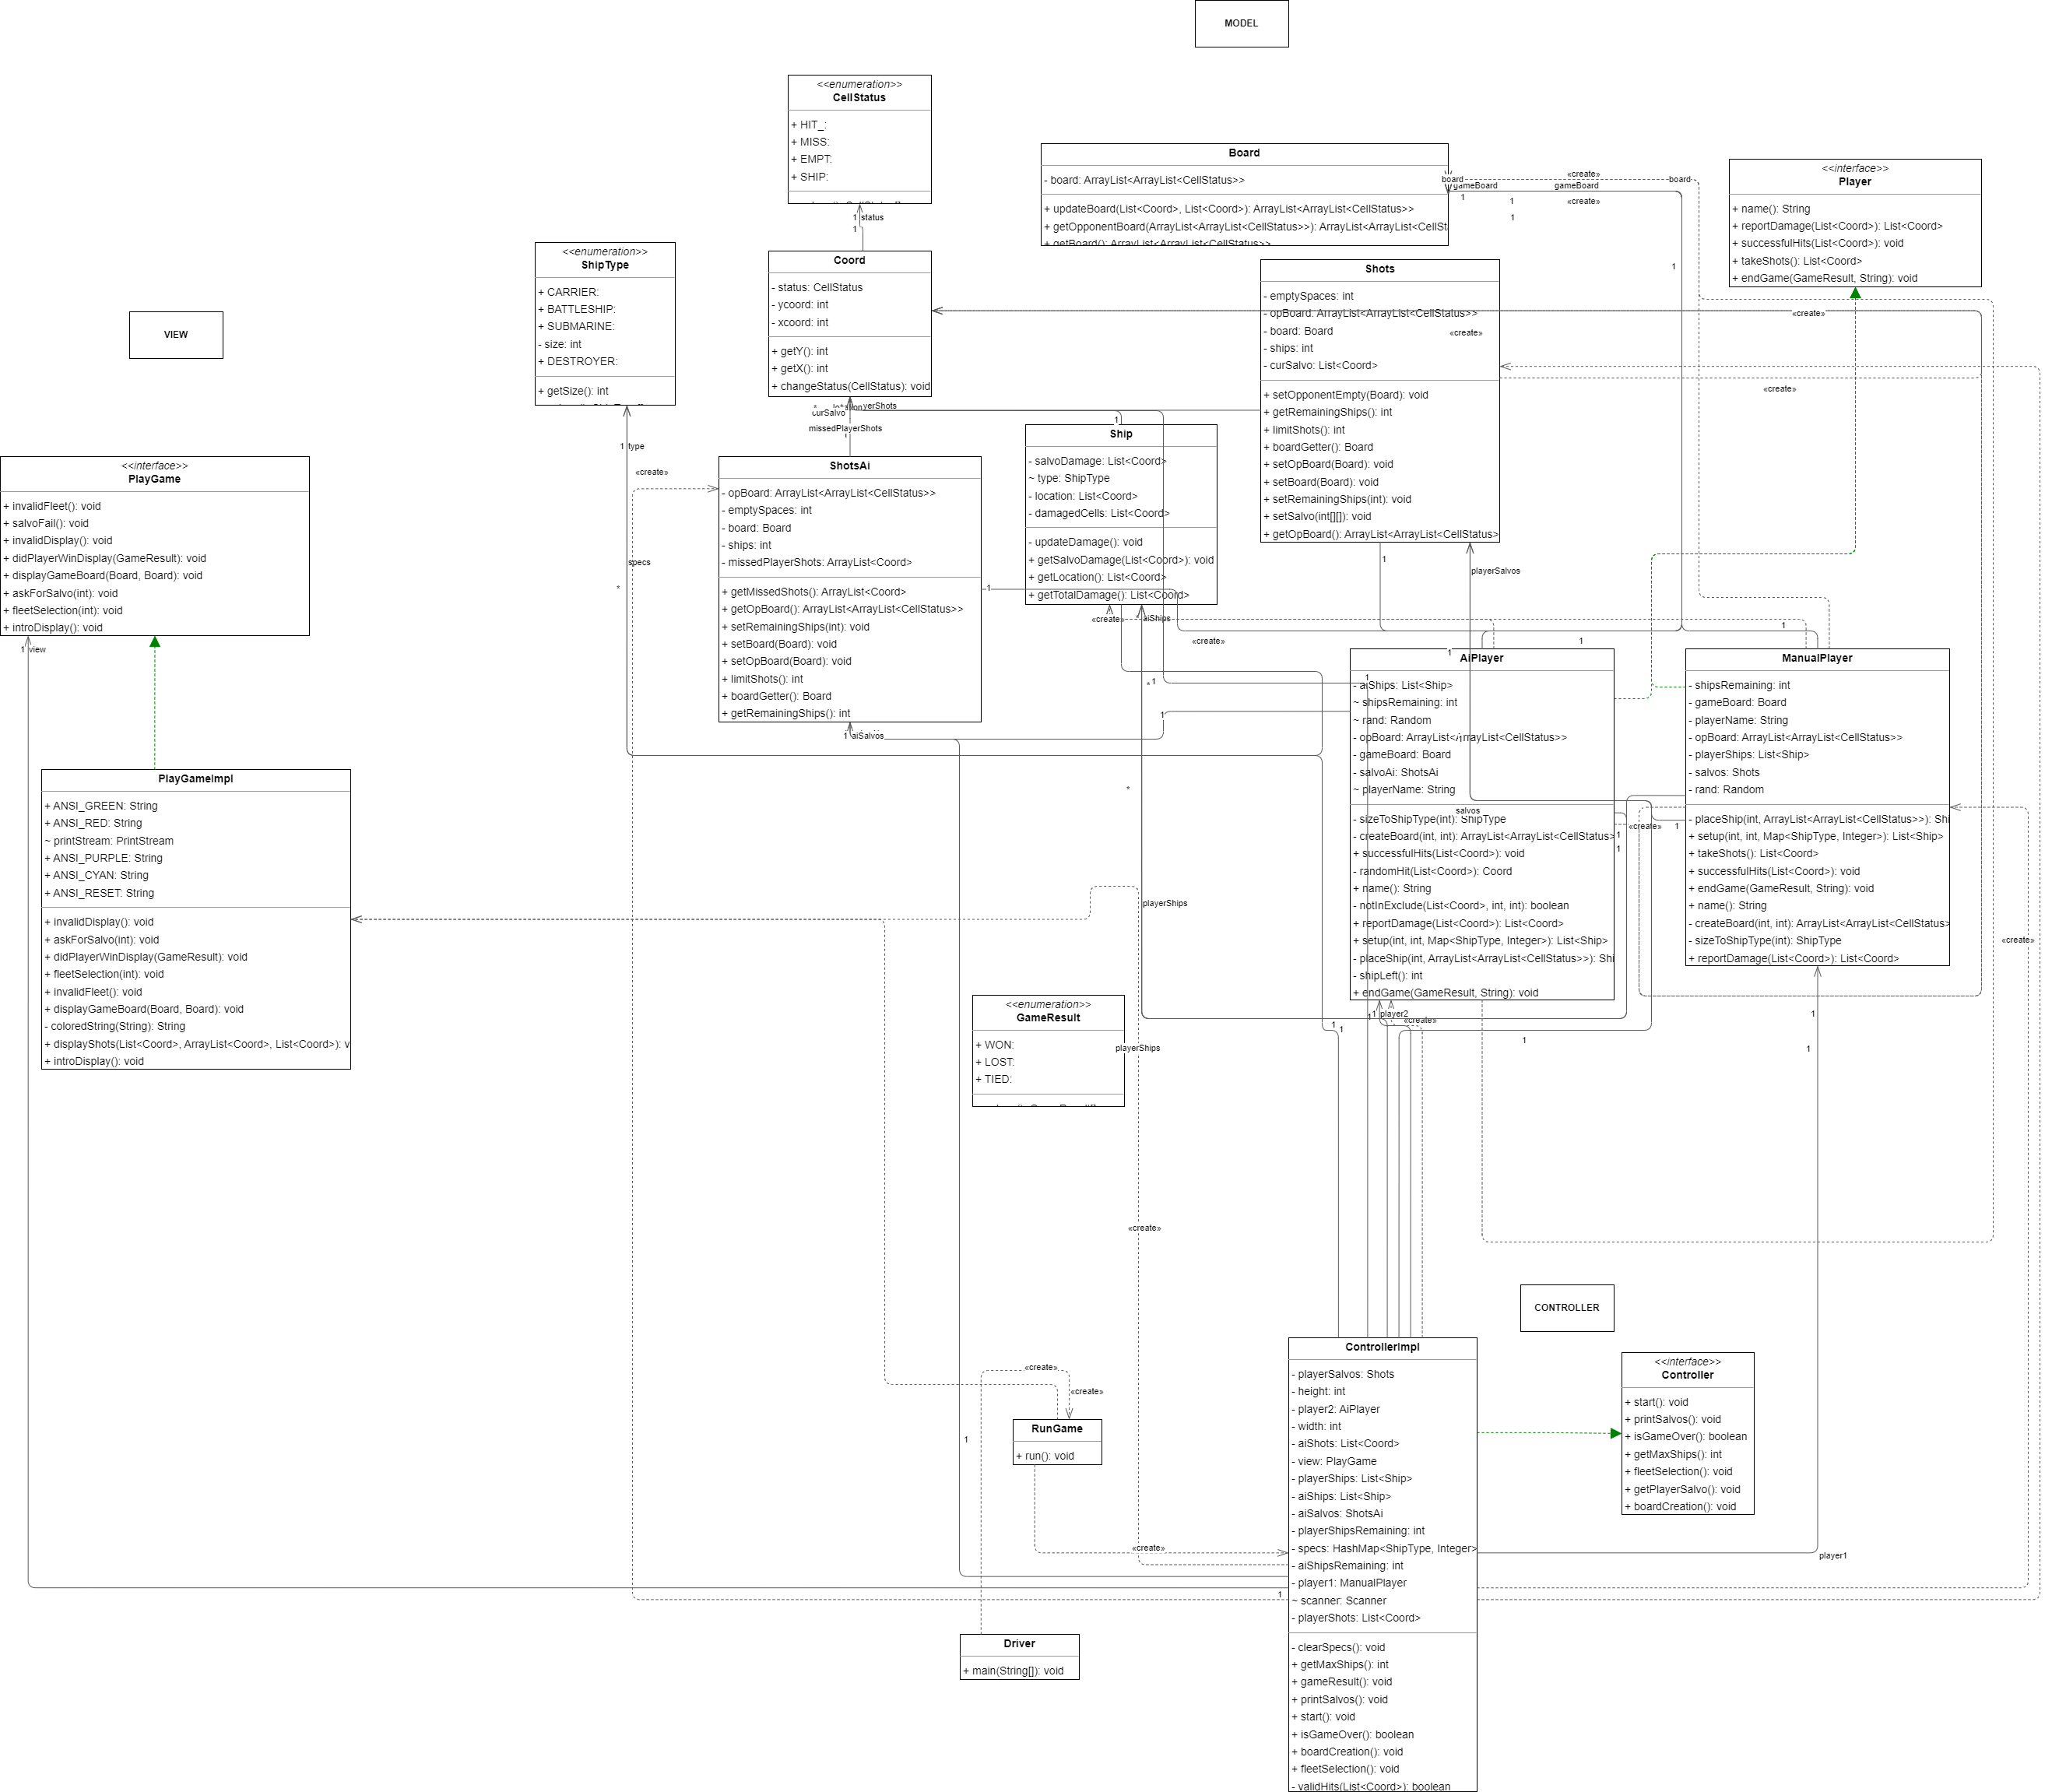 MODEL
<<enumeration>>
CellStatus
+ HIT_:
+ MISS:
+ EMPT:
+ SHIP:
1
status
1
Board
- board: ArrayList<ArrayList<CellStatus>>
+ updateBoard(List<Coord>, List<Coord>): ArrayList<ArrayList<CellStatus>>
+ getOpponentBoard(ArrayList<ArrayList<CellStatus>>): ArrayList<ArrayList<CellSt
+ getBoard(): ArrayList<ArrayList<CellStatus>>
board
gameBoard
1
«create»
gameBoard
board
1
«create»
1
1
<<interface>>
Player
+ name(): String
+ reportDamage(List<Coord>): List<Coord>
+ successfulHits(List<Coord>): void
+ takeShots(): List<Coord>
+ endGame(GameResult, String): void
<<enumeration>>
ShipType
+ CARRIER:
+ BATTLESHIP:
+ SUBMARINE:
- size: int
+ DESTROYER:
+ getSize(): int
Coord
- status: CellStatus
- ycoord: int
- xcoord: int
+ getY(): int
+ getX(): int
+ changeStatus(CellStatus): void
curSalvo
missedPlayerShots
Shots
- emptySpaces: int
- opBoard: ArrayList<ArrayList<CellStatus>>
- board: Board
- ships: int
- curSalvo: List<Coord>
+ setOpponentEmpty(Board): void
+ getRemainingShips(): int
+ limitShots(): int
+ boardGetter(): Board
+ setOpBoard(Board): void
+ setBoard(Board): void
+ setRemainingShips(int): void
+ setSalvo(int[][]): void
+ getOpBoard(): ArrayList<ArrayList<CellStatus>
«create»
«create»
«create»
1
playerSalvos
VIEW
1
type
«create»
specs
*
<<interface>>
PlayGame
+ invalidFleet(): void
+ salvoFail(): void
+ invalidDisplay(): void
+ didPlayerWinDisplay(GameResult): void
+ displayGameBoard(Board, Board): void
+ askForSalvo(int): void
+ fleetSelection(int): void
+ introDisplay(): void
1
view
ShotsAi
- opBoard: ArrayList<ArrayList<CellStatus>>
- emptySpaces: int
- board: Board
- ships: int
- missedPlayerShots: ArrayList<Coord>
+ getMissedShots(): ArrayList<Coord>
+ getOpBoard(): ArrayList<ArrayList<CellStatus>>
+ setRemainingShips(int): void
+ setBoard(Board): void
+ setOpBoard(Board): void
+ limitShots(): int
+ boardGetter(): Board
+ getRemainingShips(): int
1
1
aiSalvos
1
Ship
- salvoDamage: List<Coord>
~ type: ShipType
- location: List<Coord>
- damagedCells: List<Coord>
- updateDamage(): void
+ getSalvoDamage(List<Coord>): void
+ getLocation(): List<Coord>
+ getTotalDamage(): List<Coord>
«create»
aiShips
«create»
*
1
1
*
playerShips
playerShips
AiPlayer
- aiShips: List<Ship>
~ shipsRemaining: int
~ rand: Random
- opBoard: ArrayList<ArrayList<CellStatus>>
- gameBoard: Board
- salvoAi: ShotsAi
~ playerName: String
- sizeToShipType(int): ShipType
- createBoard(int, int): ArrayList<ArrayList<CellStatus>
+ successfulHits(List<Coord>): void
- randomHit(List<Coord>): Coord
+ name(): String
- notInExclude(List<Coord>, int, int): boolean
+ reportDamage(List<Coord>): List<Coord>
+ setup(int, int, Map<ShipType, Integer>): List<Ship>
- placeShip(int, ArrayList<ArrayList<CellStatus>>): Shi
- shipLeft(): int
+ endGame(GameResult, String): void
salvos
1
1
1
1
«create»
1
1
ManualPlayer
- shipsRemaining: int
- gameBoard: Board
- playerName: String
- opBoard: ArrayList<ArrayList<CellStatus>>
- playerShips: List<Ship>
- salvos: Shots
- rand: Random
- placeShip(int, ArrayList<ArrayList<CellStatus>>): Shi
+ setup(int, int, Map<ShipType, Integer>): List<Ship>
+ takeShots(): List<Coord>
+ successfulHits(List<Coord>): void
+ endGame(GameResult, String): void
+ name(): String
- createBoard(int, int): ArrayList<ArrayList<CellStatus>
- sizeToShipType(int): ShipType
+ reportDamage(List<Coord>): List<Coord>
1
«create»
1
1
PlayGameImpl
+ ANSI_GREEN: String
+ ANSI_RED: String
~ printStream: PrintStream
+ ANSI_PURPLE: String
+ ANSI_CYAN: String
+ ANSI_RESET: String
+ invalidDisplay(): void
+ askForSalvo(int): void
+ didPlayerWinDisplay(GameResult): void
+ fleetSelection(int): void
+ invalidFleet(): void
+ displayGameBoard(Board, Board): void
- coloredString(String): String
+ displayShots(List<Coord>, ArrayList<Coord>, List<Coord>): v
+ introDisplay(): void
<<enumeration>>
GameResult
+ WON:
+ LOST:
+ TIED:
1
1
1
1
player2
«create»
1
«create»
CONTROLLER
ControllerImpl
- playerSalvos: Shots
- height: int
- player2: AiPlayer
- width: int
- aiShots: List<Coord>
- view: PlayGame
- playerShips: List<Ship>
- aiShips: List<Ship>
- aiSalvos: ShotsAi
- playerShipsRemaining: int
- specs: HashMap<ShipType, Integer>
- aiShipsRemaining: int
- player1: ManualPlayer
~ scanner: Scanner
- playerShots: List<Coord>
- clearSpecs(): void
+ getMaxShips(): int
+ gameResult(): void
+ printSalvos(): void
+ start(): void
+ isGameOver(): boolean
+ boardCreation(): void
+ fleetSelection(): void
- validHits(List<Coord>): boolean
<<interface>>
Controller
+ start(): void
+ printSalvos(): void
+ isGameOver(): boolean
+ getMaxShips(): int
+ fleetSelection(): void
+ getPlayerSalvo(): void
+ boardCreation(): void
player1
«create»
«create»
1
RunGame
+ run(): void
«create»
1
Driver
+ main(String[]): void